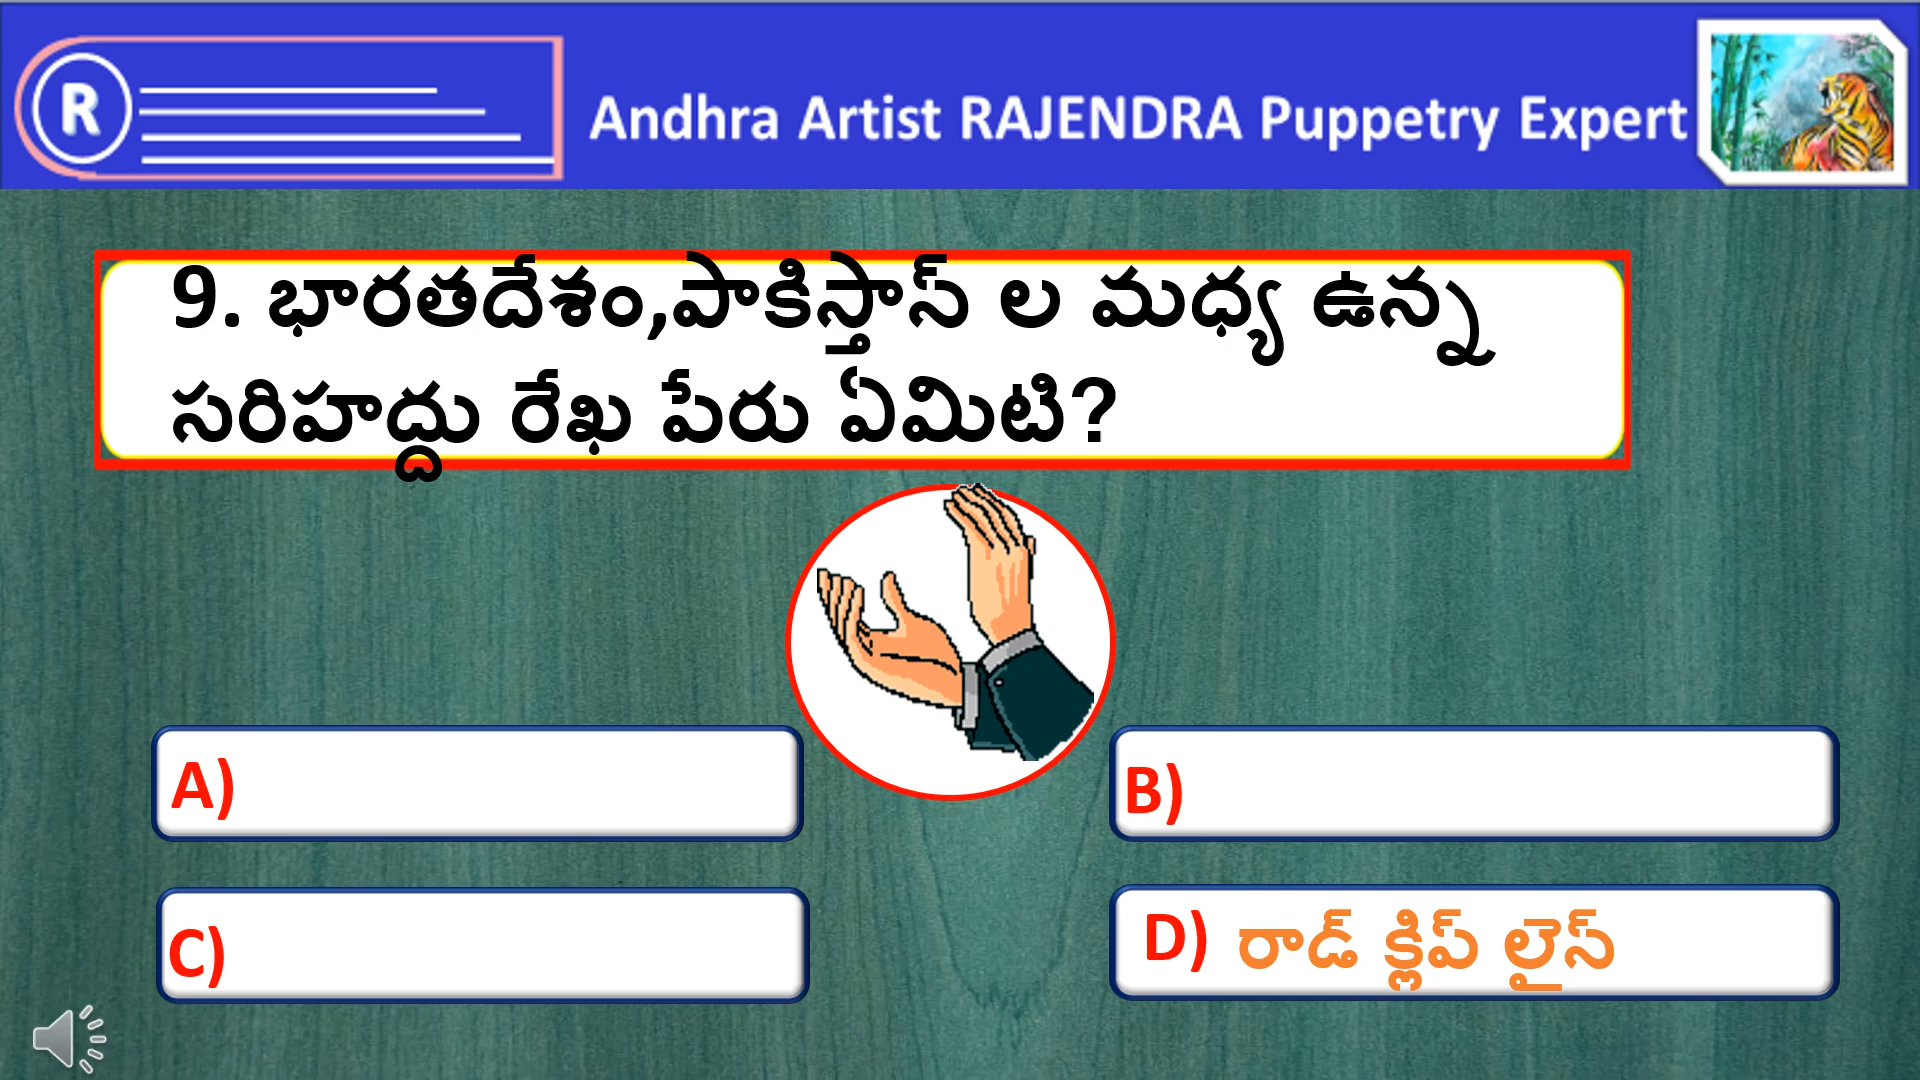 R
Andhra Artist RAJENDRA Puppetry Expert
9. భారతదేశం,పాకిస్తాన్ ల మధ్య ఉన్న
సరిహద్దు రేఖ పేరు ఏమిటి?
A)
B)
C)
D) రాడ్ క్లిప్ లైన్